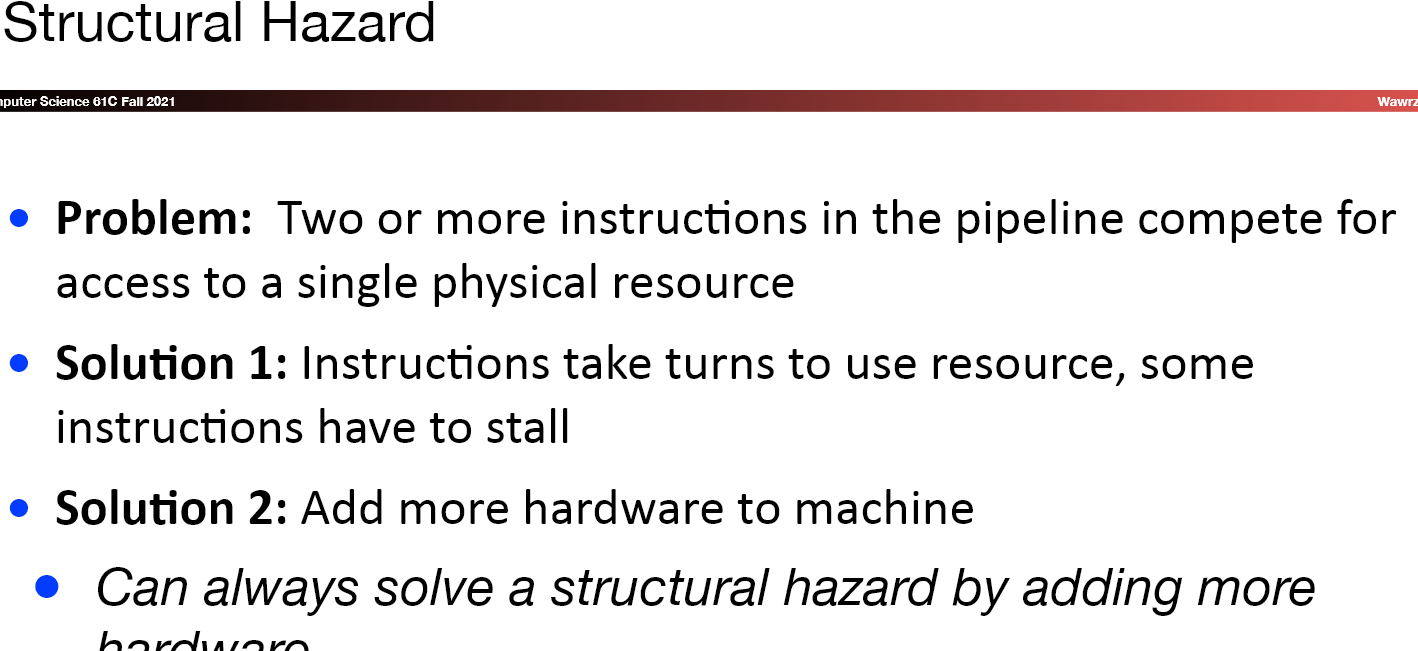 Structural Hazard
Computer Science 61C Fall 2021
Wawrz
• Problem: Two or more instructions in the pipeline compete for
access to a single physical resource
• Solution 1: Instructions take turns to use resource, some
instructions have to stall
• Solution 2: Add more hardware to machine
• Can always solve a structural hazard by adding more
hardware